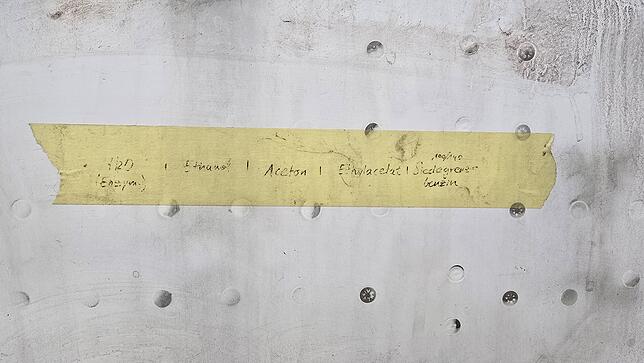 H2O | Ethanol | Aceton | Ethylacetat | Siedegrenz-
(Enzym.) benzin